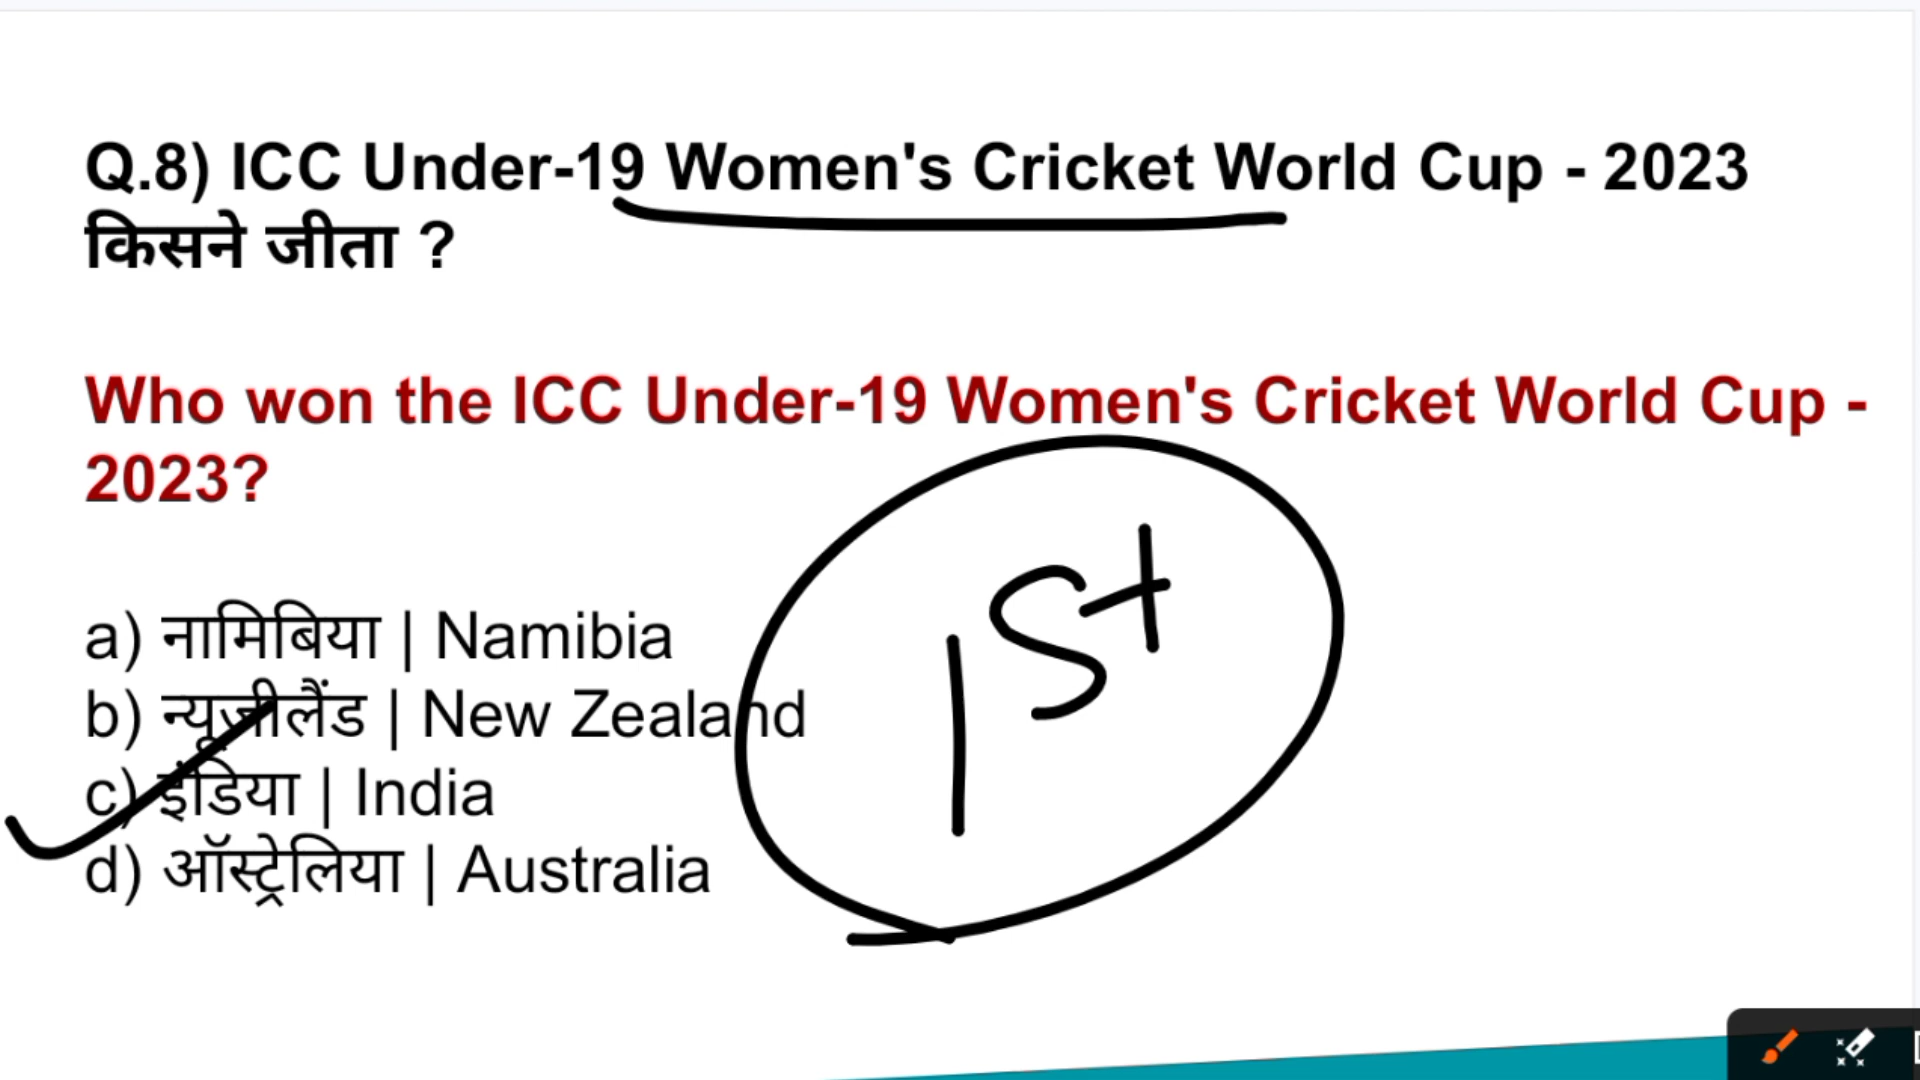 Q.8) ICC Under-19 Women's Cricket World Cup - 2023
किसने जीता ?
Who won the ICC Under-19 Women's Cricket World Cup -
2023?
a) नामिबिया | Namibia
b) न्यूज़ीलैंड | New Zealand
c) इंडिया | India
d) ऑस्ट्रेलिया | Australia
1st